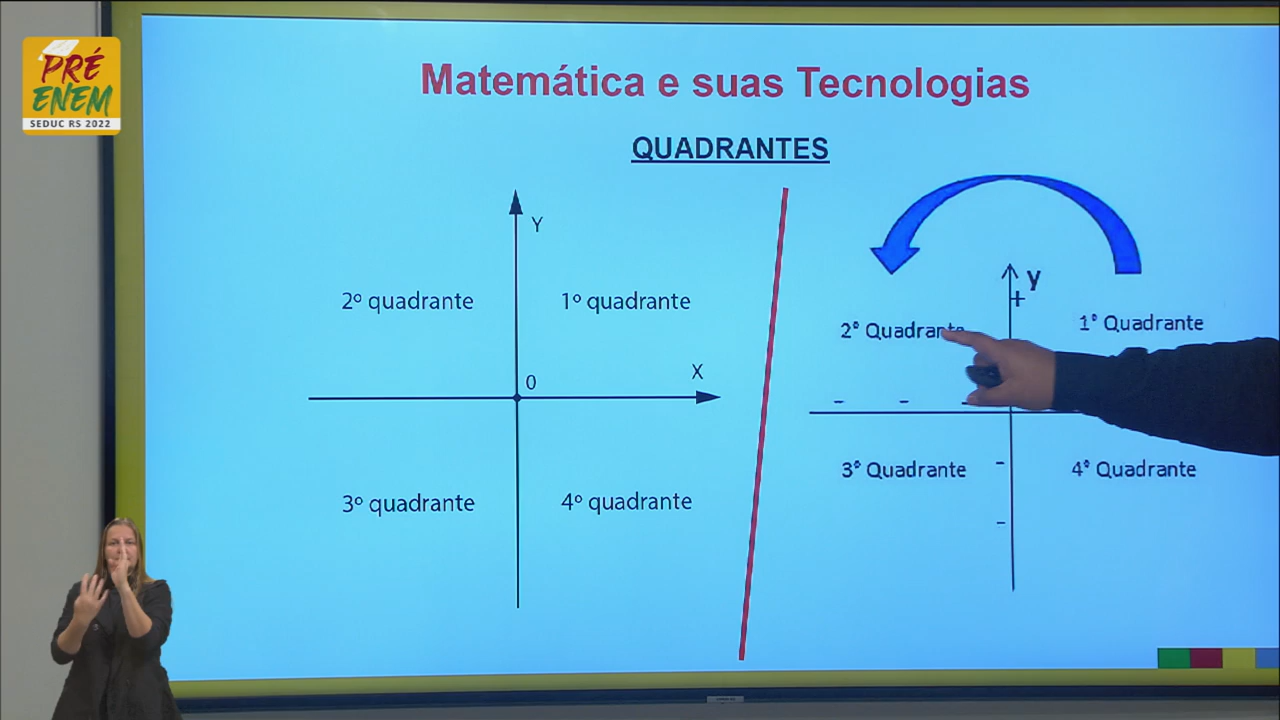 PRÉ
ENEM
SEDUC RS 2022
Matemática e suas Tecnologias
QUADRANTES
Y
2º quadrante
1º quadrante
0
X
3º quadrante
4º quadrante
y
+
2° Quadrante
1° Quadrante
- -
3° Quadrante
-
4° Quadrante
-